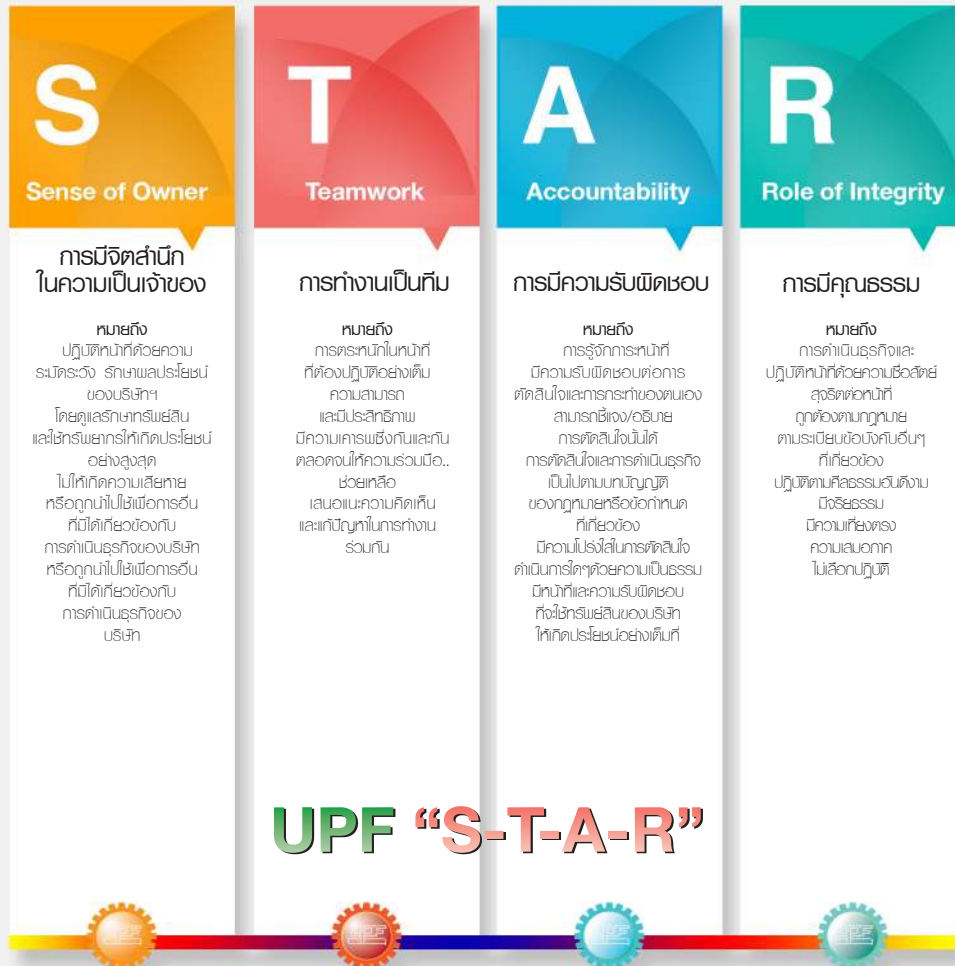 S
Sense of Owner
การมีจิตสำนึก
ในความเป็นเจ้าของ
หมายถึง
ปฏิบัติหน้าที่ด้วยความ
ระมัดระวัง รักษาผลประโยชน์
ของบริษัทฯ
โดยดูแลรักษาทรัพย์สิน
และใช้ทรัพยากรให้เกิดประโยชน์
อย่างสูงสุด
ไม่ให้เกิดความเสียหาย
หรือถูกนำไปใช้เพื่อการอื่น
ที่มิได้เกี่ยวข้องกับ
การดำเนินธุรกิจของบริษัท
หรือถูกนำไปใช้เพื่อการอื่น
ที่มิได้เกี่ยวข้องกับ
การดำเนินธุรกิจของ
บริษัท
T
Teamwork
การทำงานเป็นทีม
หมายถึง
การตระหนักในหน้าที่
ที่ต้องปฏิบัติอย่างเต็ม
ความสามารถ
และมีประสิทธิภาพ
มีความเคารพซึ่งกันและกัน
ตลอดจนให้ความร่วมมือ..
ช่วยเหลือ
เสนอแนะความคิดเห็น
และแก้ปัญหาในการทำงาน
ร่วมกัน
A
Accountability
การมีความรับผิดชอบ
หมายถึง
การรู้จักภาระหน้าที่
มีความรับผิดชอบต่อการ
ตัดสินใจและการกระทำของตนเอง
สามารถชี้แจง/อธิบาย
การตัดสินใจนั้นได้
การตัดสินใจและการดำเนินธุรกิจ
เป็นไปตามบทบัญญัติ
ของกฎหมายหรือข้อกำหนด
ที่เกี่ยวข้อง
มีความโปร่งใสในการตัดสินใจ
ดำเนินการใดๆด้วยความเป็นธรรม
มีหน้าที่และความรับผิดชอบ
ที่จะใช้ทรัพย์สินของบริษัท
ให้เกิดประโยชน์อย่างเต็มที่
R
Role of Integrity
การมีคุณธรรม
หมายถึง
การดำเนินธุรกิจและ
ปฏิบัติหน้าที่ด้วยความซื่อสัตย์
สุจริตต่อหน้าที่
ถูกต้องตามกฎหมาย
ตามระเบียบข้อบังคับอื่นๆ
ที่เกี่ยวข้อง
ปฏิบัติตามศีลธรรมอันดีงาม
มีจริยธรรม
มีความเที่ยงตรง
ความเสมอภาค
ไม่เลือกปฏิบัติ
UPF “S-T-A-R”